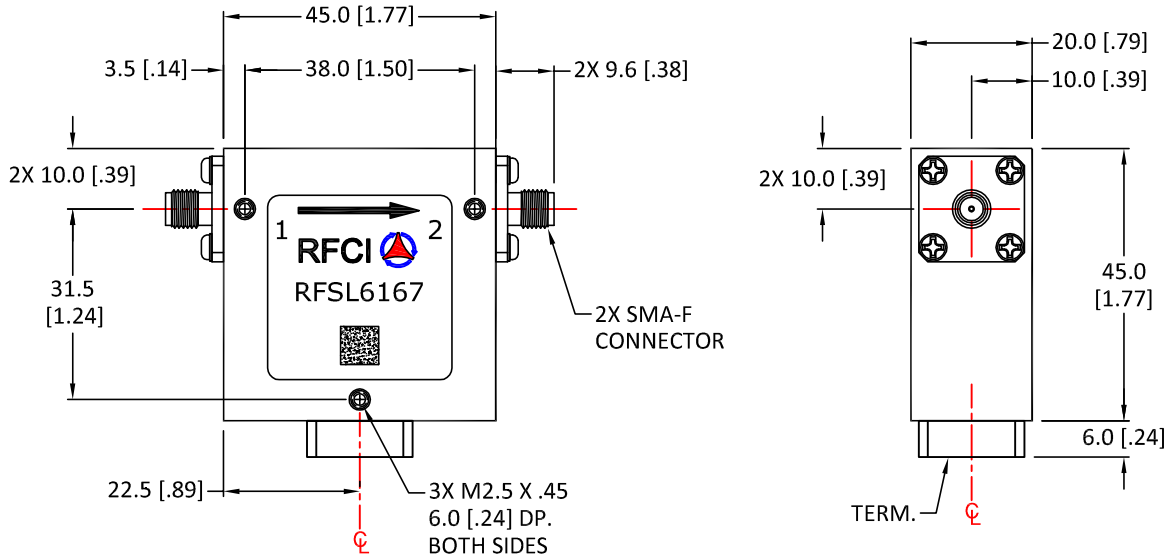 45.0 [1.77]
3.5 [.14]
38.0 [1.50]
2X 9.6 [.38]
2X 10.0 [.39]
1
2
RFCI
RFSL6167
31.5
[1.24]
2X SMA-F
CONNECTOR
22.5 [.89]
3X M2.5 X .45
6.0 [.24] DP.
BOTH SIDES
℄
20.0 [.79]
10.0 [.39]
2X 10.0 [.39]
45.0
[1.77]
6.0 [.24]
TERM.
℄